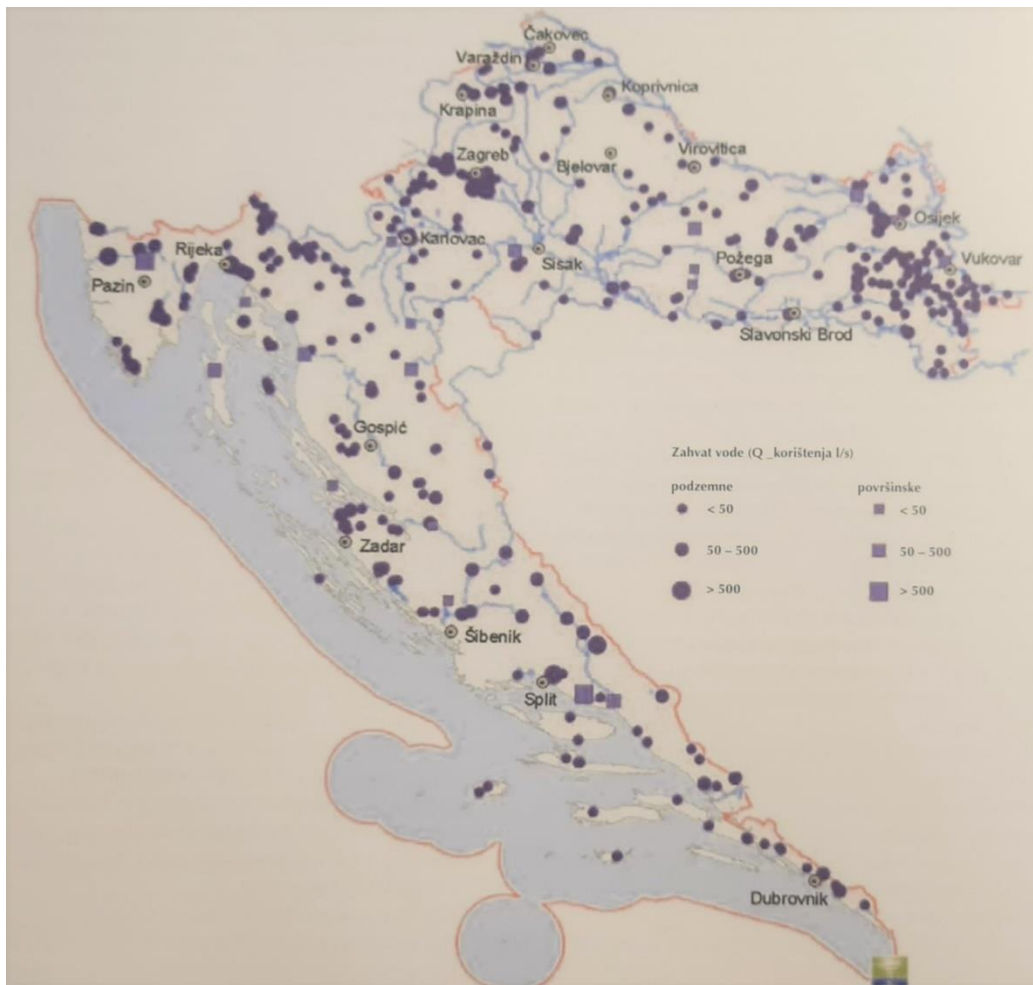 Čakovec
Varaždin
Koprivnica
Krapina
Virovitica
Zagreb
Bjelovar
Osijek
Karlovac
Rijeka
Sisak
Požega
Vukovar
Pazin
Slavonski Brod
Gospić
Zahvat vode (Q _korištenja l/s)
podzemne površinske
< 50 < 50
50 – 500 50 – 500
> 500 > 500
Zadar
Šibenik
Split
Dubrovnik